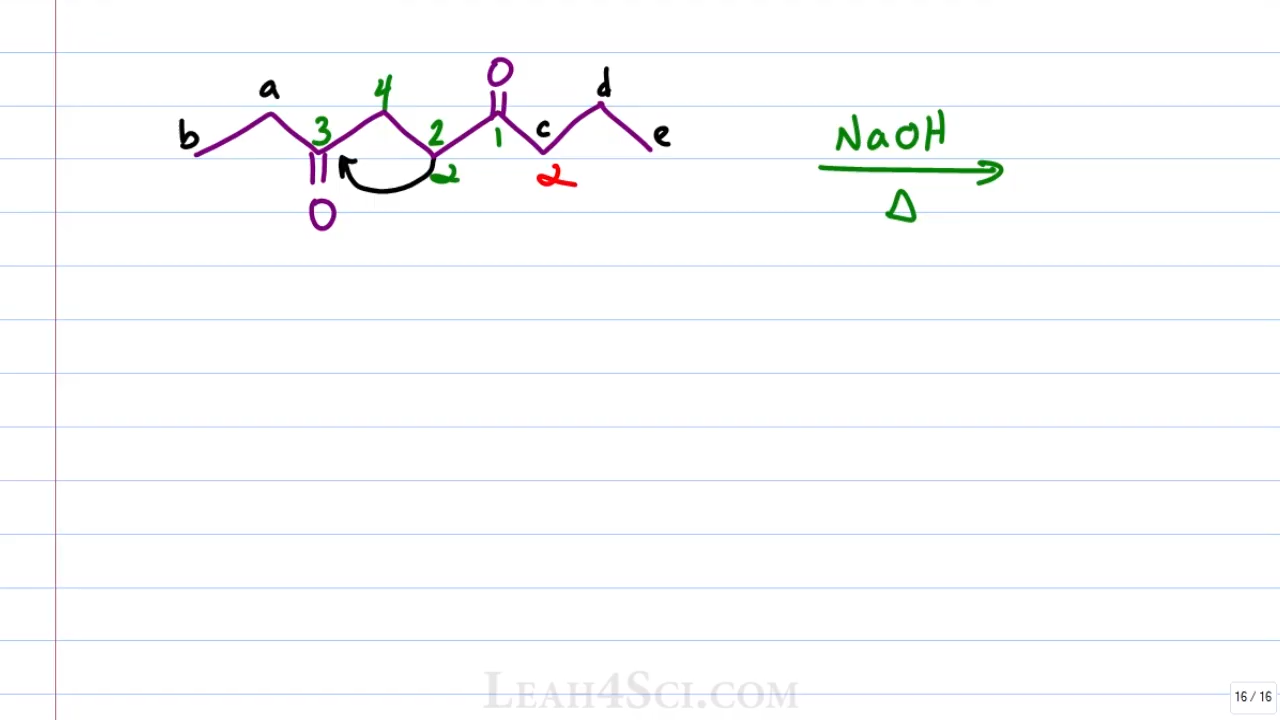 O
a 4 d
b 3 2 1 c e
α α
O
NaOH
Δ
LEAH4SCI.COM
16 / 16